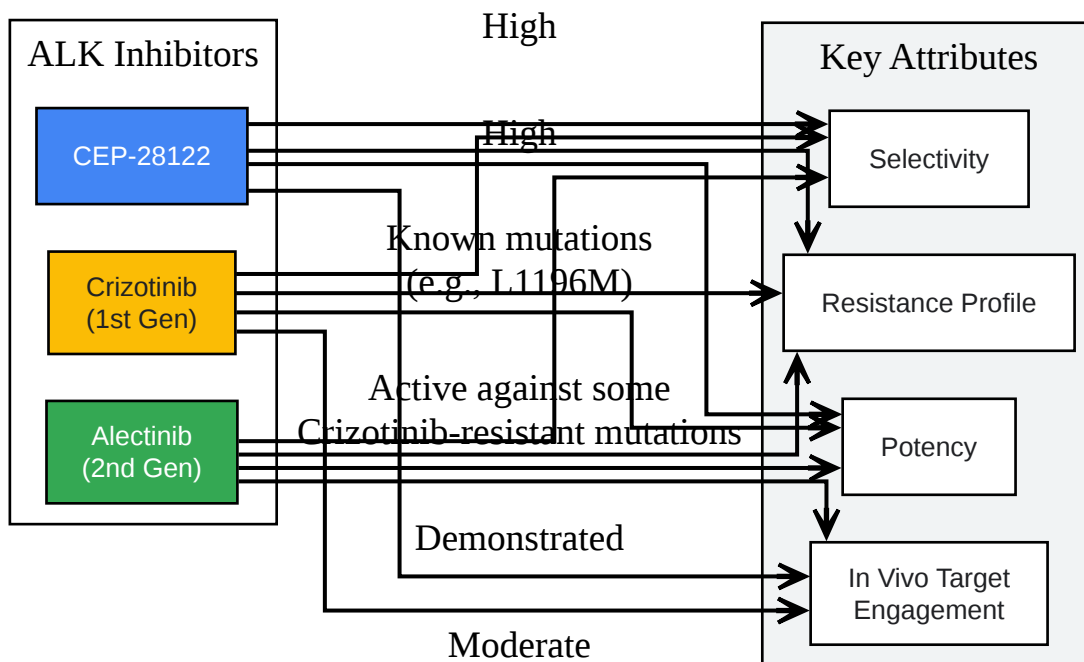 High
ALK Inhibitors
Key Attributes
CEP-28122
High
Selectivity
Known mutations
(e.g., L1196M)
Crizotinib
(1st Gen)
Resistance Profile
Active against some
Crizotinib-resistant mutations
Alectinib
(2nd Gen)
Potency
Demonstrated
In Vivo Target
Engagement
Moderate